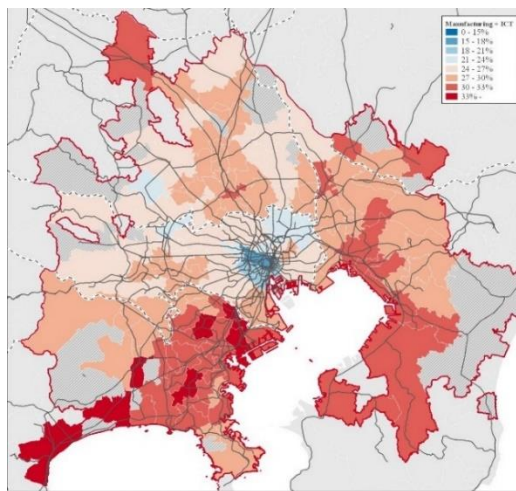 Manufacturing + ICT
0 - 15%
15 - 18%
18 - 21%
21 - 24%
24 - 27%
27 - 30%
30 - 33%
33% -